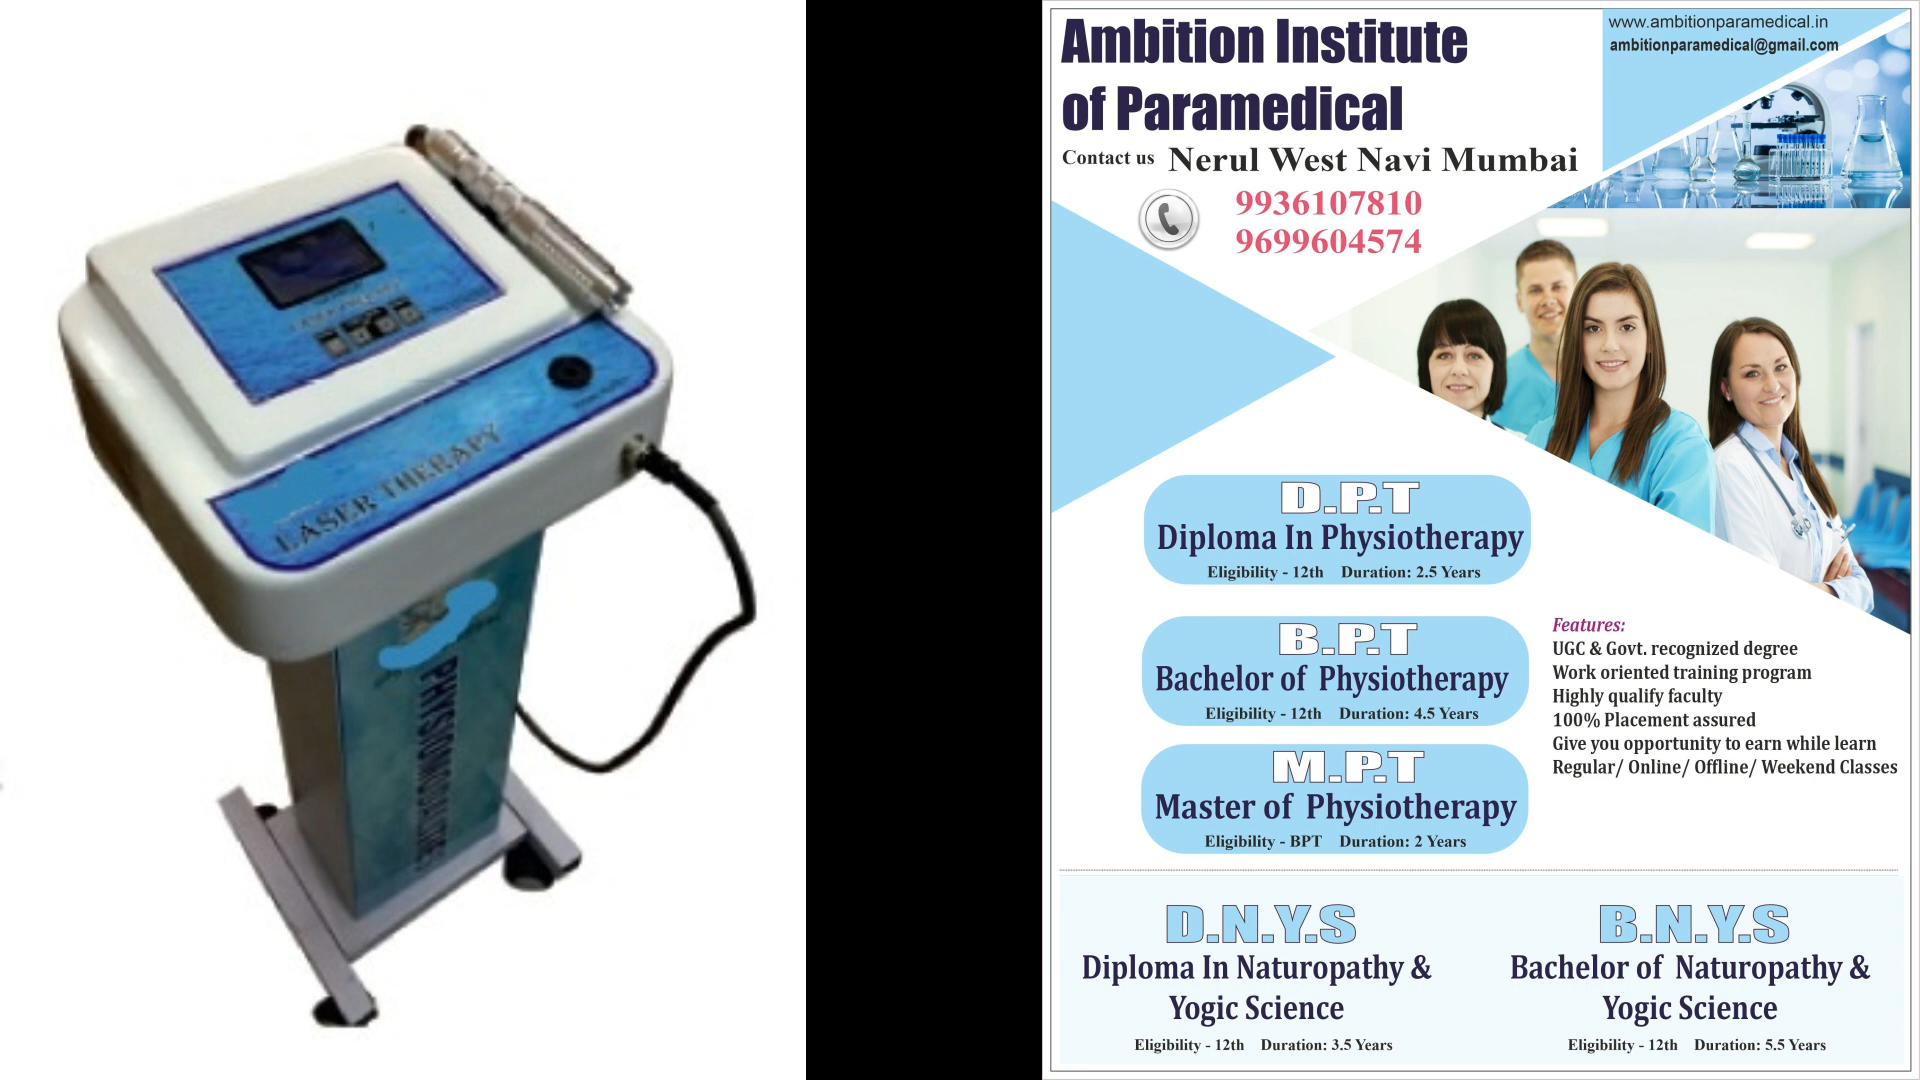 LASER THERAPY
Ambition Institute
of Paramedical
www.ambitionparamedical.in
ambitionparamedical@gmail.com
Contact us Nerul West Navi Mumbai
9936107810
9699604574
D.P.T
Diploma In Physiotherapy
Eligibility - 12th Duration: 2.5 Years
B.P.T
Bachelor of Physiotherapy
Eligibility - 12th Duration: 4.5 Years
M.P.T
Master of Physiotherapy
Eligibility - BPT Duration: 2 Years
Features:
UGC & Govt. recognized degree
Work oriented training program
Highly qualify faculty
100% Placement assured
Give you opportunity to earn while learn
Regular/ Online/ Offline/ Weekend Classes
D.N.Y.S
Diploma In Naturopathy &
Yogic Science
Eligibility - 12th Duration: 3.5 Years
B.N.Y.S
Bachelor of Naturopathy &
Yogic Science
Eligibility - 12th Duration: 5.5 Years